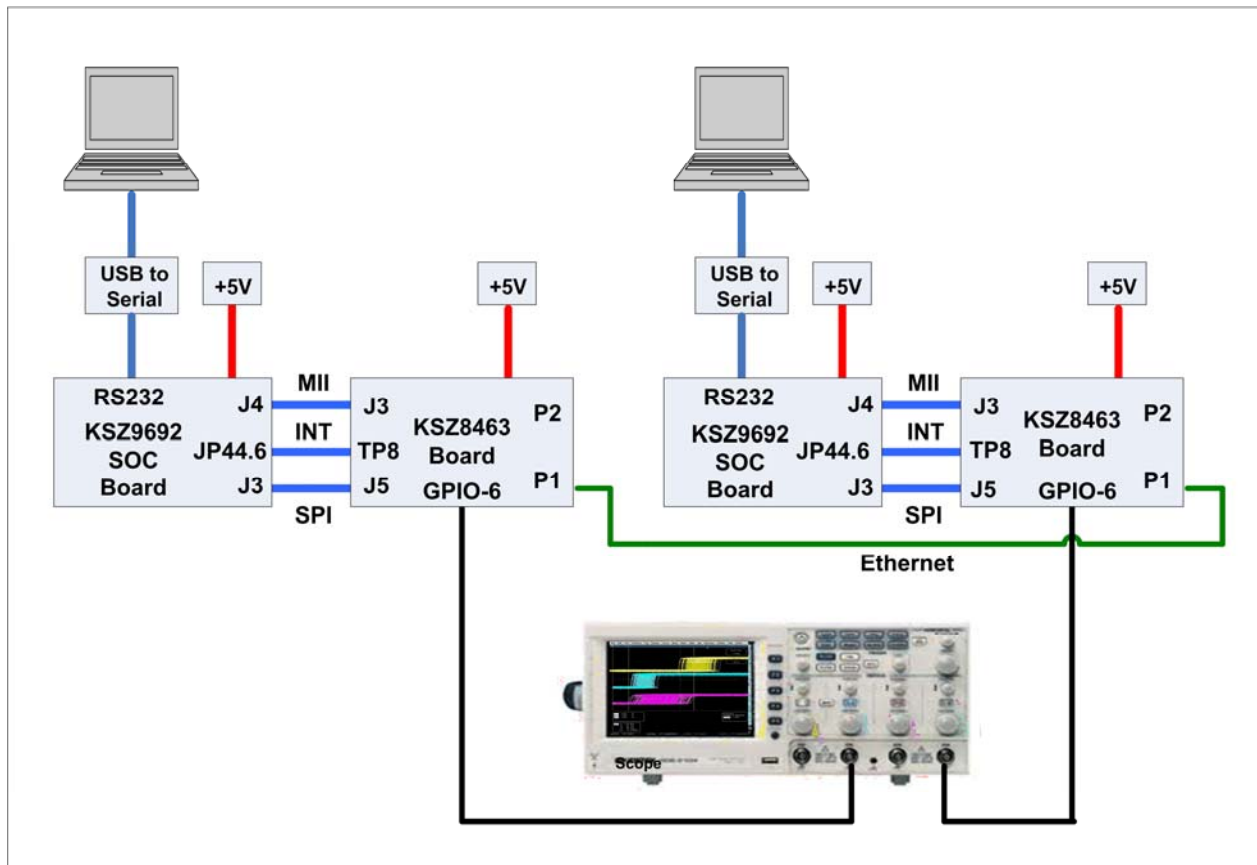 USB to
Serial
+5V
+5V
USB to
Serial
+5V
+5V
RS232
KSZ9692
SOC
Board
J4
JP44.6
J3
MII
INT
SPI
J3
TP8
J5
KSZ8463
Board
GPIO-6
P2
P1
RS232
KSZ9692
SOC
Board
J4
JP44.6
J3
MII
INT
SPI
J3
TP8
J5
KSZ8463
Board
GPIO-6
P2
P1
Ethernet
Scope